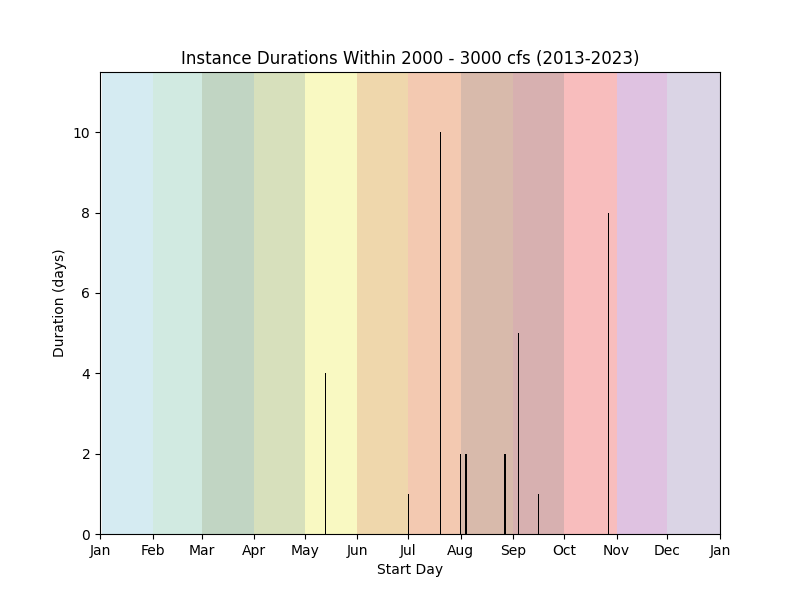 Instance Durations Within 2000 - 3000 cfs (2013-2023)
10
8
6
4
2
0
Duration (days)
Jan Feb Mar Apr May Jun Jul Aug Sep Oct Nov Dec Jan
Start Day